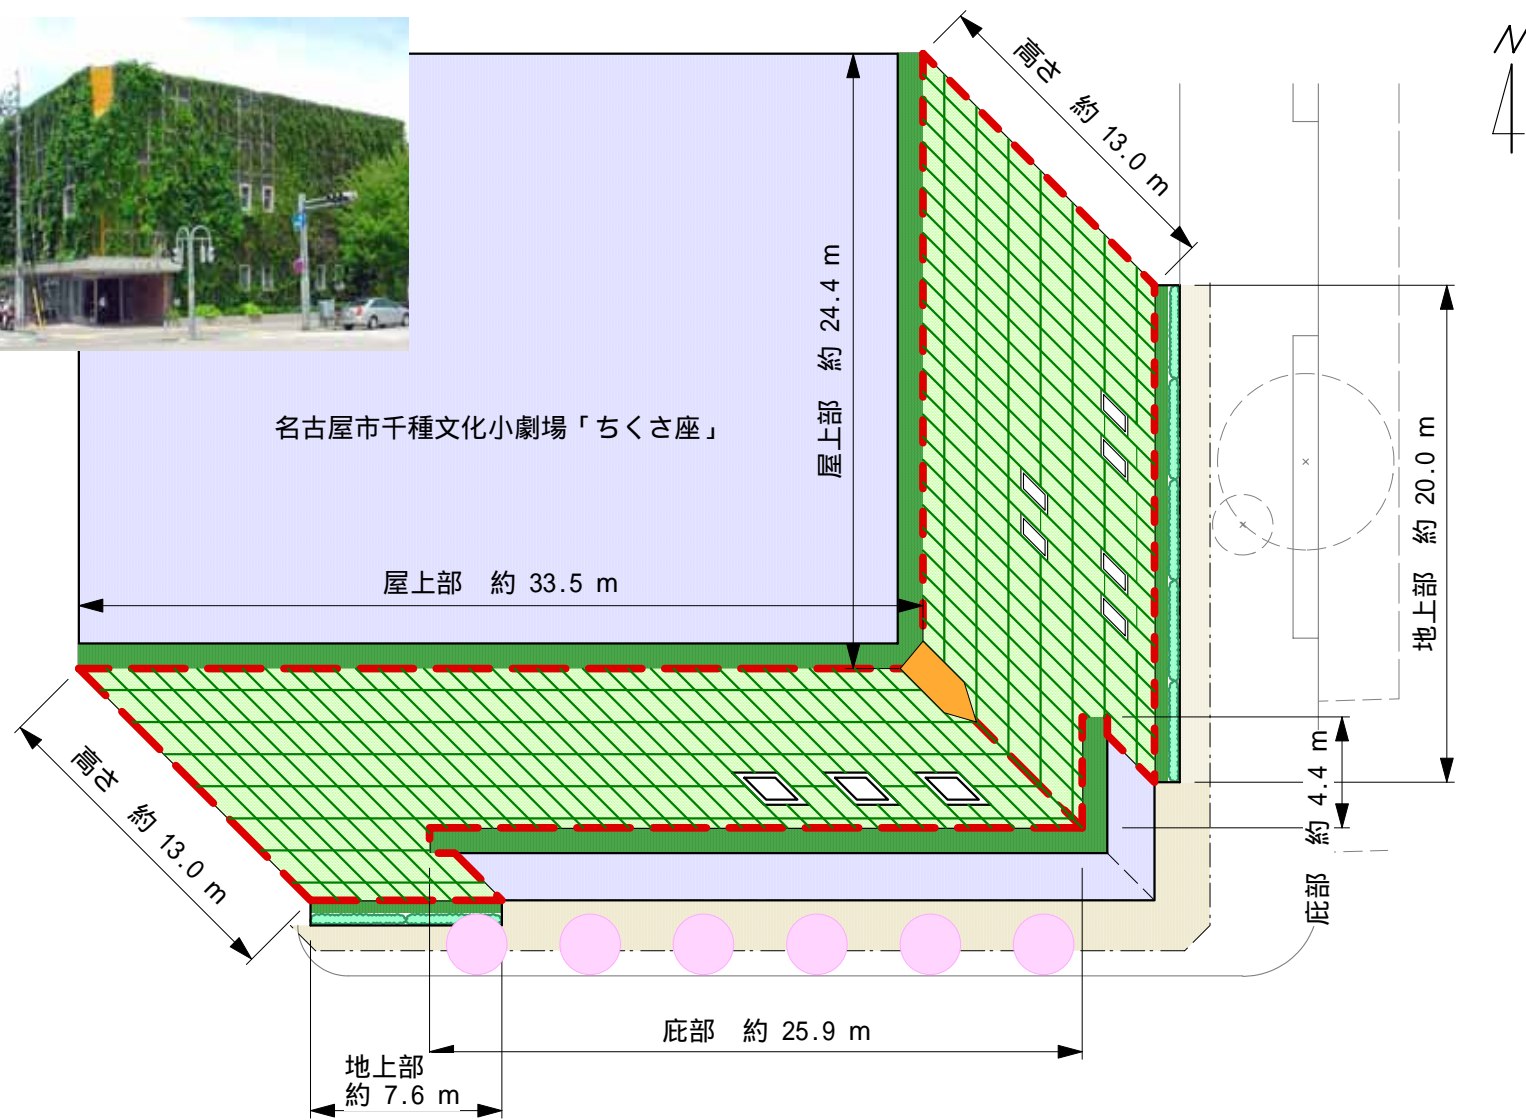 N
高さ 約 13.0 m
屋上部 約 24.4 m
名古屋市千種文化小劇場「ちくさ座」
屋上部 約 33.5 m
地上部 約 20.0 m
高さ 約 13.0 m
庇部 約 4.4 m
庇部 約 25.9 m
地上部
約 7.6 m